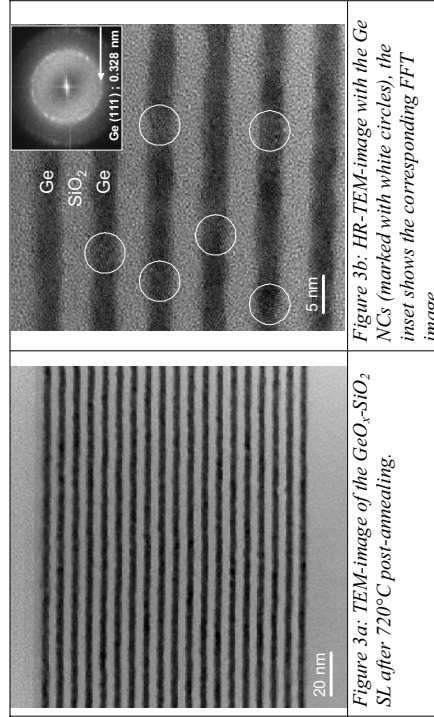 20 nm
Figure 3a: TEM-image of the GeOx-SiO2
SL after 720°C post-annealing.
Ge
SiO2
Ge
Ge (111) ; 0.328 nm
5 nm
Figure 3b: HR-TEM-image with the Ge
NCs (marked with white circles), the
inset shows the corresponding FFT
image